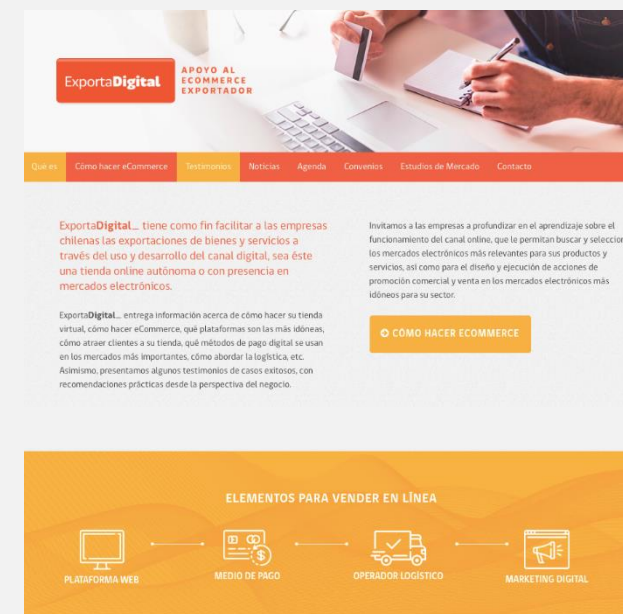 ExportaDigital
APOYO AL
ECOMMERCE
EXPORTADOR
Qué es Cómo hacer eCommerce Testimonios Noticias Agenda Convenios Estudios de Mercado Contacto
ExportaDigital_ tiene como fin facilitar a las empresas
chilenas las exportaciones de bienes y servicios a
través del uso y desarrollo del canal digital, sea éste
una tienda online autónoma o con presencia en
mercados electrónicos.
ExportaDigital_ entrega información acerca de cómo hacer su tienda
virtual, cómo hacer eCommerce, qué plataformas son las más idóneas,
cómo atraer clientes a su tienda, qué métodos de pago digital se usan
en los mercados más importantes, cómo abordar la logística, etc.
Asimismo, presentamos algunos testimonios de casos exitosos, con
recomendaciones prácticas desde la perspectiva del negocio.
Invitamos a las empresas a profundizar en el aprendizaje sobre el
funcionamiento del canal online, que le permitan buscar y seleccion
los mercados electrónicos más relevantes para sus productos y
servicios, así como para el diseño y ejecución de acciones de
promoción comercial y venta en los mercados electrónicos más
idóneos para su sector.
CÓMO HACER ECOMMERCE
ELEMENTOS PARA VENDER EN LÍNEA
PLATAFORMA WEB MEDIO DE PAGO OPERADOR LOGÍSTICO MARKETING DIGITAL